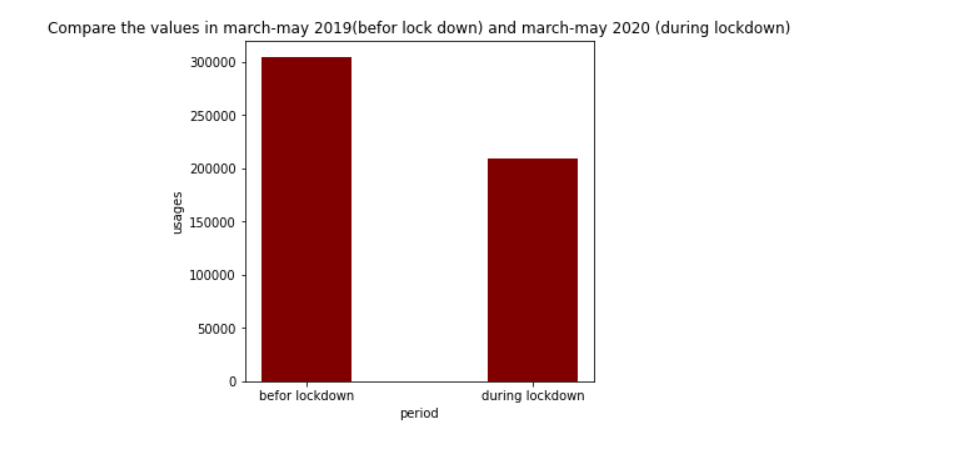 Compare the values in march-may 2019(befor lock down) and march-may 2020 (during lockdown)
300000
250000
200000
150000
100000
50000
0
usages
befor lockdown
during lockdown
period